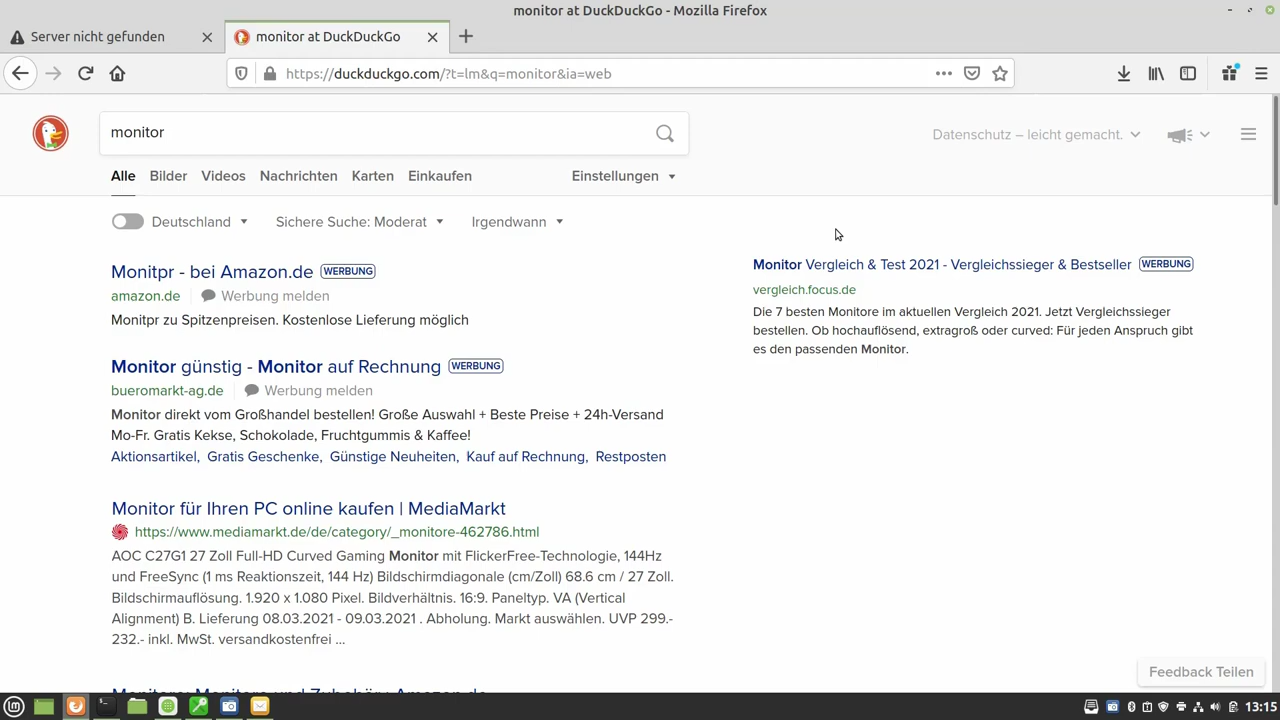 monitor at DuckDuckGo - Mozilla Firefox
Server nicht gefunden
monitor at DuckDuckGo
https://duckduckgo.com/?t=lm&q=monitor&ia=web
monitor
Datenschutz – leicht gemacht.
Alle Bilder Videos Nachrichten Karten Einkaufen Einstellungen
Deutschland Sichere Suche: Moderat Irgendwann
Monitpr - bei Amazon.de WERBUNG
amazon.de Werbung melden
Monitpr zu Spitzenpreisen. Kostenlose Lieferung möglich
Monitor günstig - Monitor auf Rechnung WERBUNG
bueromarkt-ag.de Werbung melden
Monitor direkt vom Großhandel bestellen! Große Auswahl + Beste Preise + 24h-Versand
Mo-Fr. Gratis Kekse, Schokolade, Fruchtgummis & Kaffee!
Aktionsartikel, Gratis Geschenke, Günstige Neuheiten, Kauf auf Rechnung, Restposten
Monitor für Ihren PC online kaufen | MediaMarkt
https://www.mediamarkt.de/de/category/_monitore-462786.html
AOC C27G1 27 Zoll Full-HD Curved Gaming Monitor mit FlickerFree-Technologie, 144Hz
und FreeSync (1 ms Reaktionszeit, 144 Hz) Bildschirmdiagonale (cm/Zoll) 68.6 cm / 27 Zoll.
Bildschirmauflösung. 1.920 x 1.080 Pixel. Bildverhältnis. 16:9. Paneltyp. VA (Vertical
Alignment) B. Lieferung 08.03.2021 - 09.03.2021 . Abholung. Markt auswählen. UVP 299.-
232.- inkl. MwSt. versandkostenfrei ...
Monitore: Monitore und Zubehör: Amazon.de
Monitor Vergleich & Test 2021 - Vergleichssieger & Bestseller WERBUNG
vergleich.focus.de
Die 7 besten Monitore im aktuellen Vergleich 2021. Jetzt Vergleichssieger
bestellen. Ob hochauflösend, extragroß oder curved: Für jeden Anspruch gibt
es den passenden Monitor.
Feedback Teilen
13:15